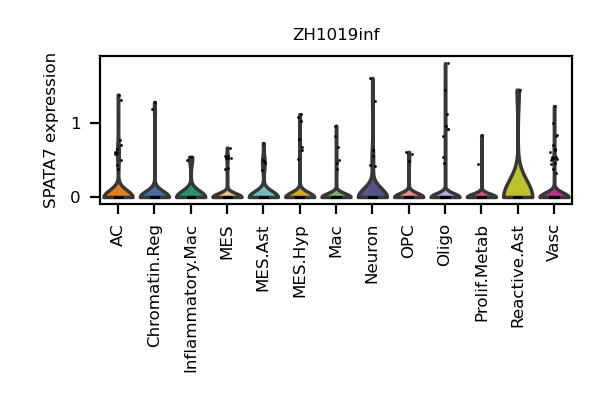 ZH1019inf
SPATA7 expression
1
0
AC
Chromatin.Reg
Inflammatory.Mac
MES
MES.Ast
MES.Hyp
Mac
Neuron
OPC
Oligo
Prolif.Metab
Reactive.Ast
Vasc